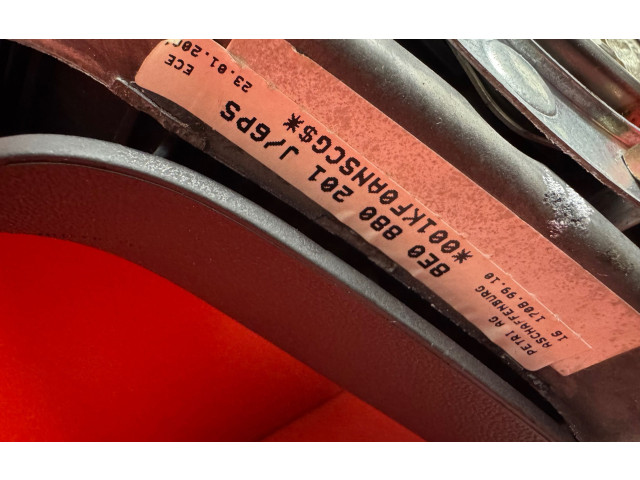 PETRI AG
ASCHAFFENBURG
16 1708.99.10
8E0 880 201 J/6PS
*001KF0ANSCG$*
ECE
23.01.200